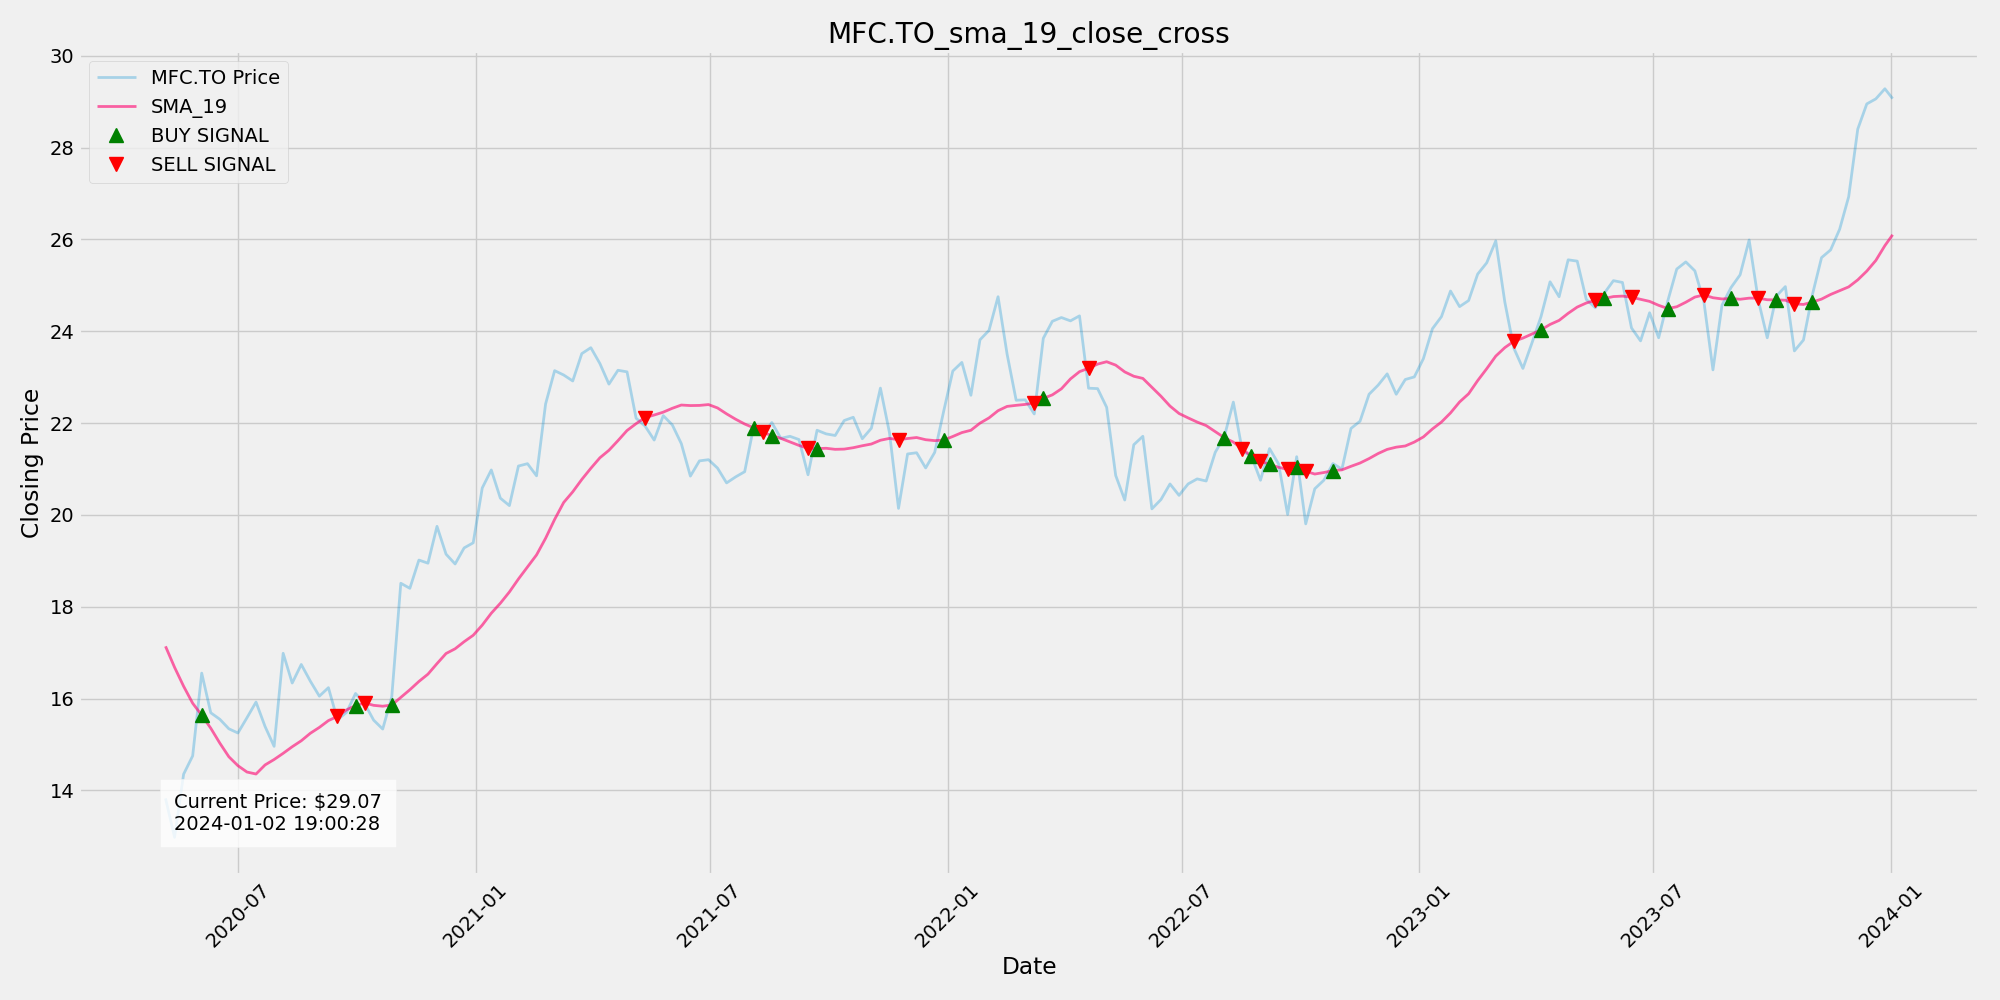 MFC.TO_sma_19_close_cross
MFC.TO Price
SMA_19
BUY SIGNAL
SELL SIGNAL
Closing Price
30
28
26
24
22
20
18
16
14
Current Price: $29.07
2024-01-02 19:00:28
2020-07
2021-01
2021-07
2022-01
2022-07
2023-01
2023-07
2024-01
Date